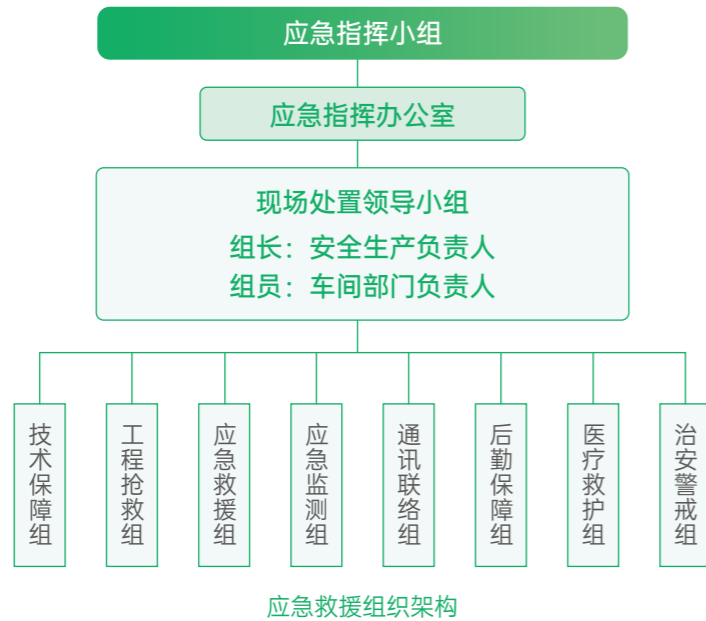 应急指挥小组
应急指挥办公室
现场处置领导小组
组长：安全生产负责人
组员：车间部门负责人
技术保障组
工程抢救组
应急救援组
应急监测组
通讯联络组
后勤保障组
医疗救护组
治安警戒组
应急救援组织架构